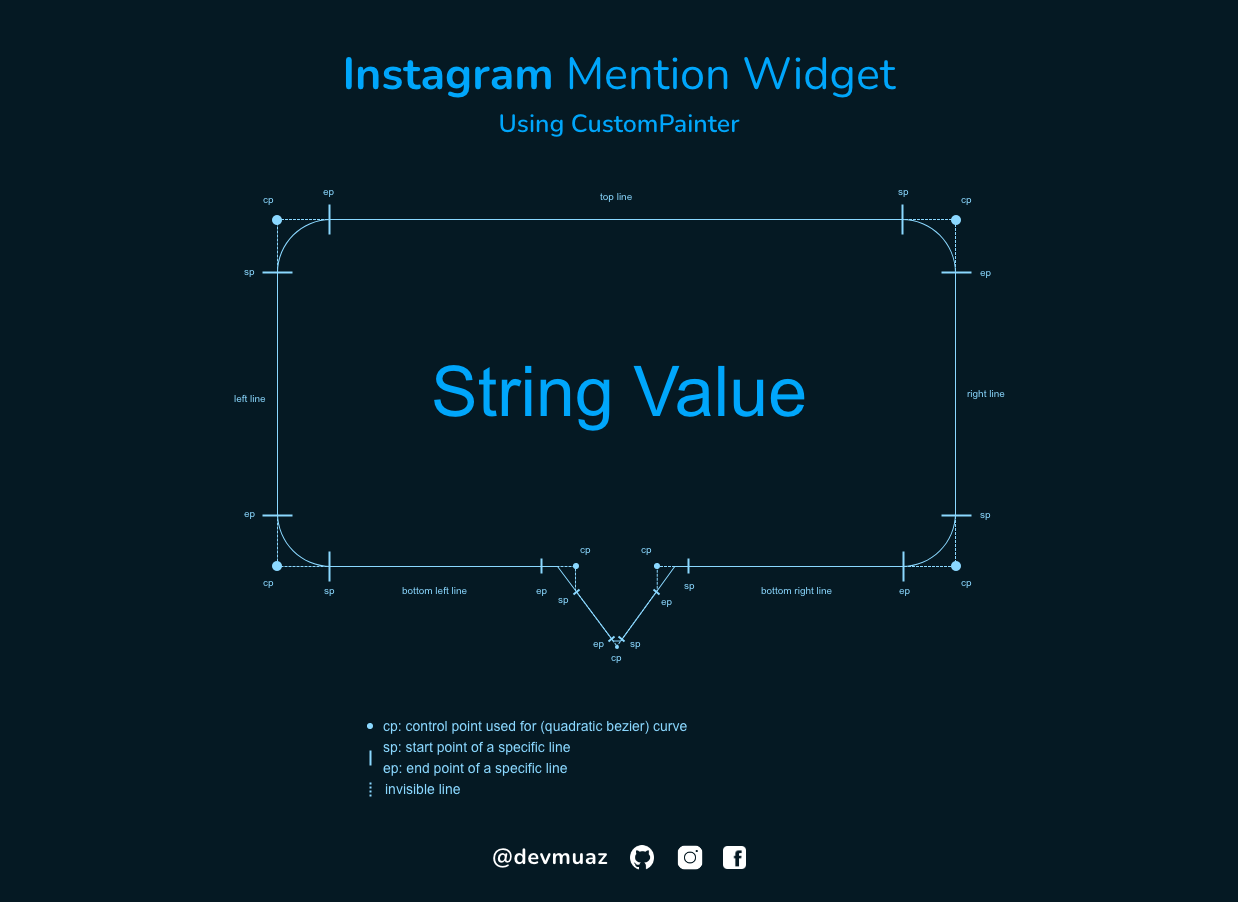 Instagram Mention Widget
Using CustomPainter
cp
ep
top line
sp
cp
sp
ep
left line
String Value
right line
ep
sp
cp
sp
bottom left line
ep
cp
sp
cp
ep
sp
bottom right line
ep
cp
ep
sp
cp
cp: control point used for (quadratic bezier) curve
sp: start point of a specific line
ep: end point of a specific line
invisible line
@devmuaz